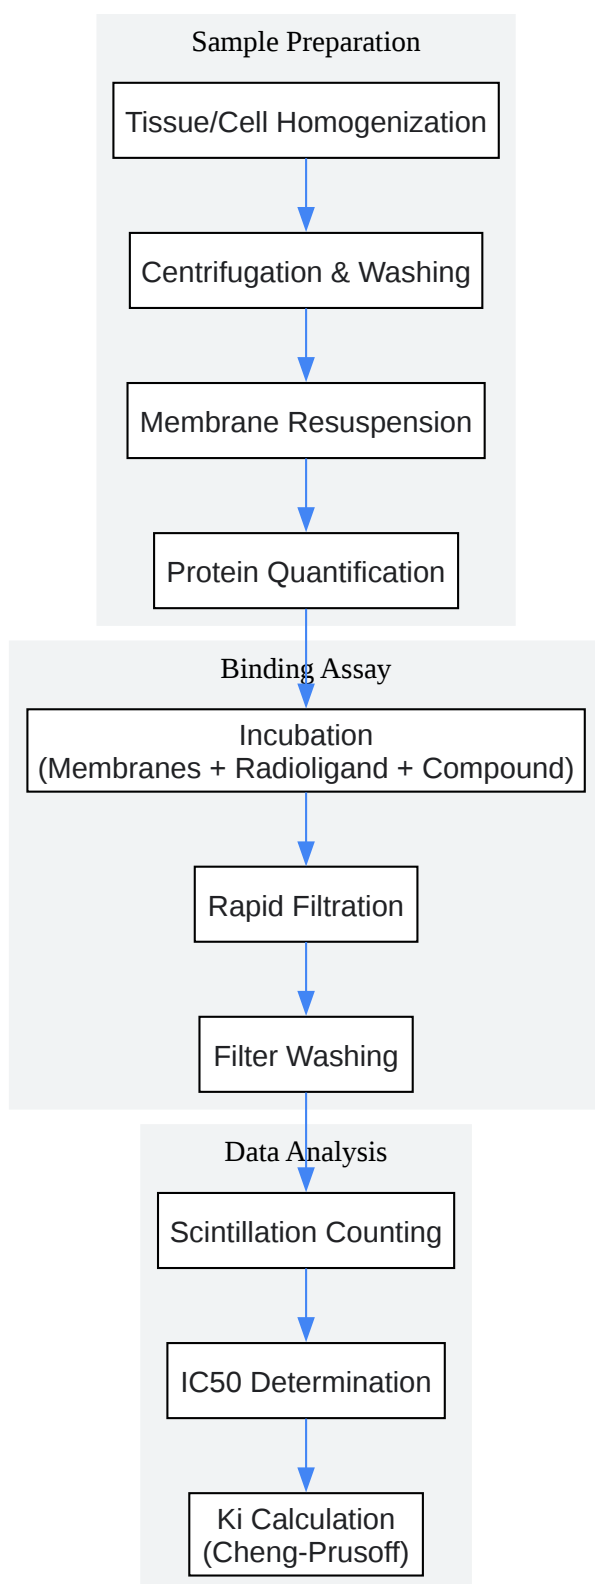 Sample Preparation
Tissue/Cell Homogenization
Centrifugation & Washing
Membrane Resuspension
Protein Quantification
Binding Assay
Incubation
(Membranes + Radioligand + Compound)
Rapid Filtration
Filter Washing
Data Analysis
Scintillation Counting
IC50 Determination
Ki Calculation
(Cheng-Prusoff)